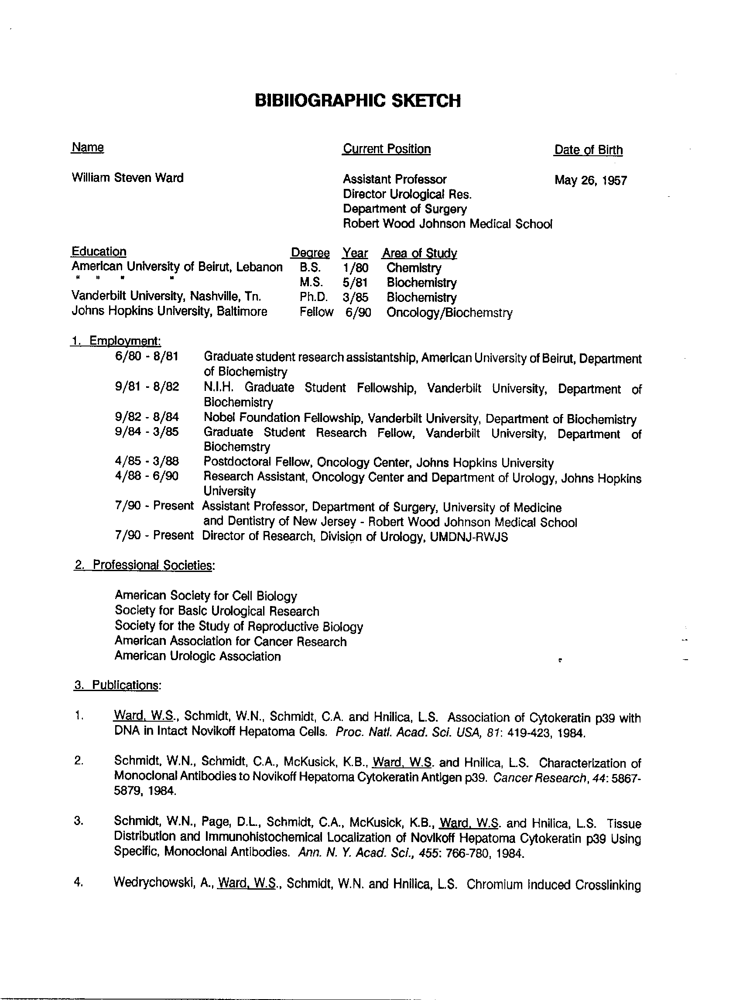 BIBIIOGRAPHIC SKETCH
Name Current Position Date of Birth
William Steven Ward Assistant Professor May 26, 1957
Director Urological Res.
Department of Surgery
Robert Wood Johnson Medical School
Education Degree Year Area of Study
American University of Beirut, Lebanon B.S. 1/80 Chemistry
" " " " M.S. 5/81 Biochemistry
Vanderbilt University, Nashville, Tn. Ph.D. 3/85 Biochemistry
Johns Hopkins University, Baltimore Fellow 6/90 Oncology/Biochemstry
1. Employment:
6/80 - 8/81 Graduate student research assistantship, American University of Beirut, Department
of Biochemistry
9/81 - 8/82 N.I.H. Graduate Student Fellowship, Vanderbilt University, Department of
Biochemistry
9/82 - 8/84 Nobel Foundation Fellowship, Vanderbilt University, Department of Biochemistry
9/84 - 3/85 Graduate Student Research Fellow, Vanderbilt University, Department of
Biochemstry
4/85 - 3/88 Postdoctoral Fellow, Oncology Center, Johns Hopkins University
4/88 - 6/90 Research Assistant, Oncology Center and Department of Urology, Johns Hopkins
University
7/90 - Present Assistant Professor, Department of Surgery, University of Medicine
and Dentistry of New Jersey - Robert Wood Johnson Medical School
7/90 - Present Director of Research, Division of Urology, UMDNJ-RWJS
2. Professional Societies:
American Society for Cell Biology
Society for Basic Urological Research
Society for the Study of Reproductive Biology
American Association for Cancer Research
American Urologic Association
3. Publications:
1. Ward, W.S., Schmidt, W.N., Schmidt, C.A. and Hnilica, L.S. Association of Cytokeratin p39 with
DNA in Intact Novikoff Hepatoma Cells. Proc. Natl. Acad. Sci. USA, 81: 419-423, 1984.
2. Schmidt, W.N., Schmidt, C.A., McKusick, K.B., Ward, W.S. and Hnilica, L.S. Characterization of
Monoclonal Antibodies to Novikoff Hepatoma Cytokeratin Antigen p39. Cancer Research, 44: 5867-
5879, 1984.
3. Schmidt, W.N., Page, D.L., Schmidt, C.A., McKusick, K.B., Ward, W.S. and Hnilica, L.S. Tissue
Distribution and Immunohistochemical Localization of Novikoff Hepatoma Cytokeratin p39 Using
Specific, Monoclonal Antibodies. Ann. N. Y. Acad. Sci., 455: 766-780, 1984.
4. Wedrychowski, A., Ward, W.S., Schmidt, W.N. and Hnilica, L.S. Chromium Induced Crosslinking